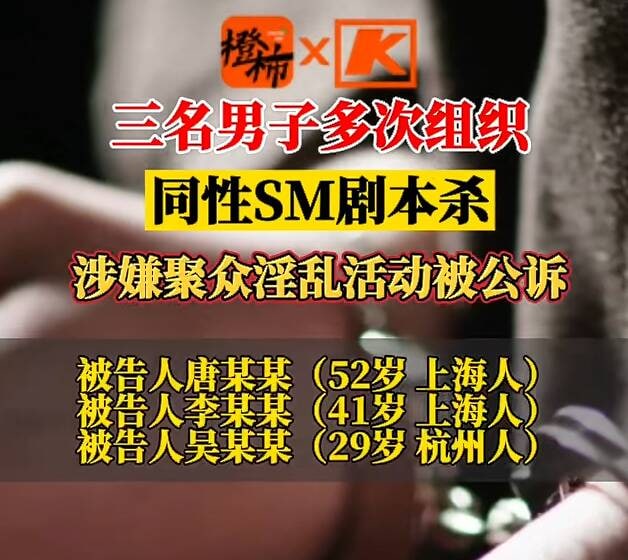 橙柿×K
三名男子多次组织
同性SM剧本杀
涉嫌聚众淫乱活动被公诉
被告人唐某某（52岁 上海人）
被告人李某某（41岁 上海人）
被告人吴某某（29岁 杭州人）